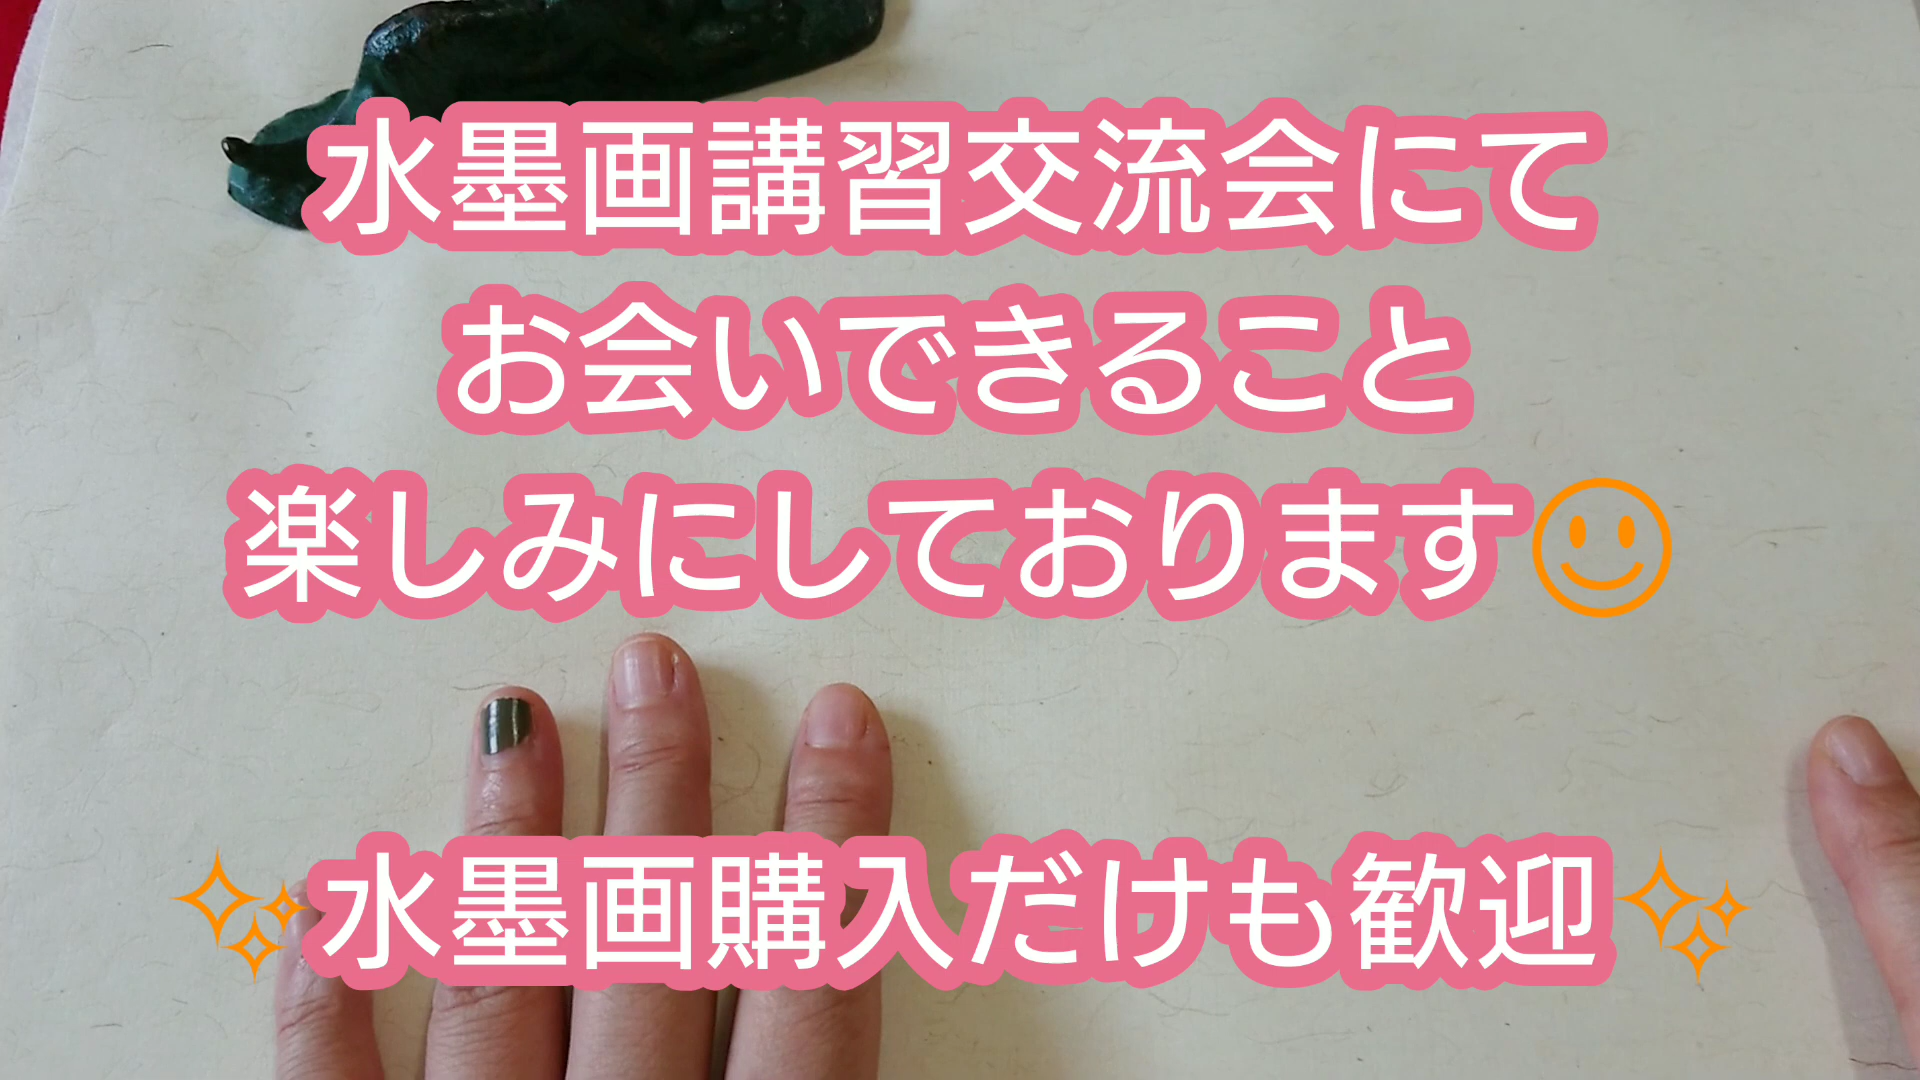 水墨画講習交流会にて
お会いできること
楽しみにしております☺
✨水墨画購入だけも歓迎✨